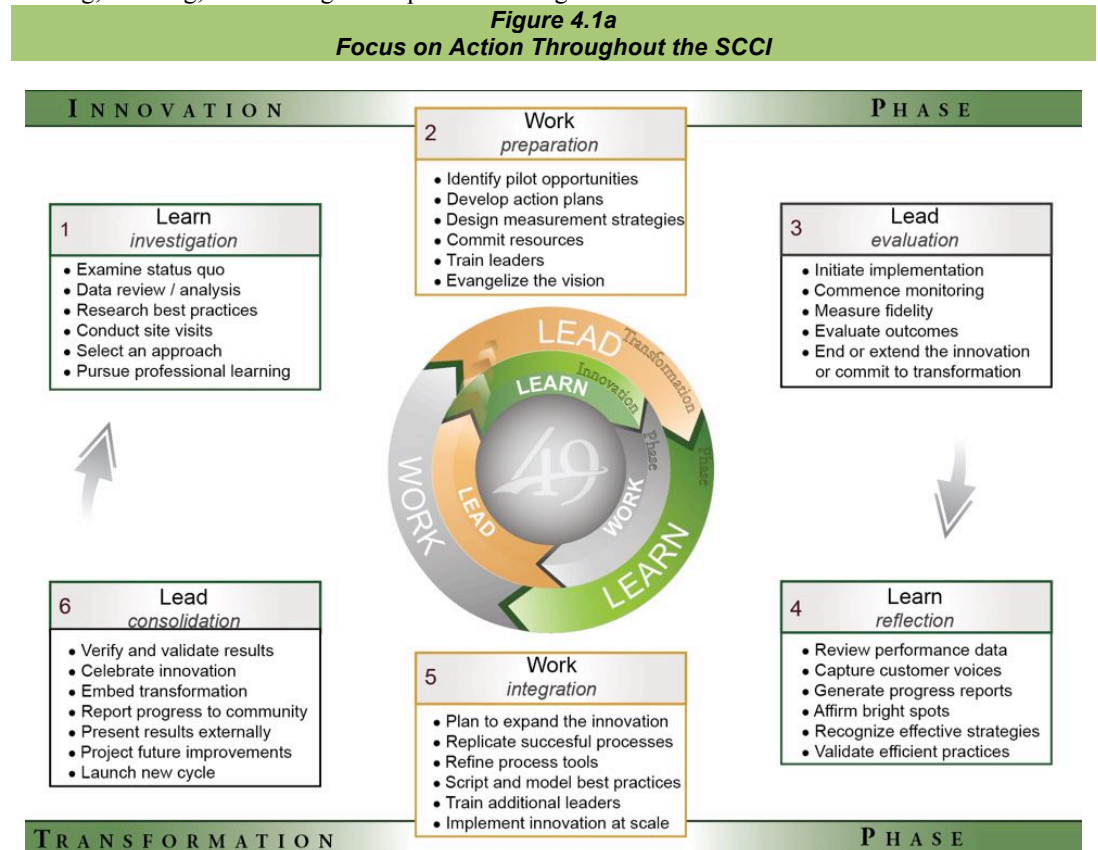 Figure 4.1a
Focus on Action Throughout the SCCI
INNOVATION PHASE
2 Work
preparation
• Identify pilot opportunities
• Develop action plans
• Design measurement strategies
• Commit resources
• Train leaders
• Evangelize the vision
1 Learn
investigation
• Examine status quo
• Data review / analysis
• Research best practices
• Conduct site visits
• Select an approach
• Pursue professional learning
3 Lead
evaluation
• Initiate implementation
• Commence monitoring
• Measure fidelity
• Evaluate outcomes
• End or extend the innovation
or commit to transformation
LEAD
Transformation
Phase
LEARN
WORK
LEARN
Innovation
Phase
WORK
LEAD
49
6 Lead
consolidation
• Verify and validate results
• Celebrate innovation
• Embed transformation
• Report progress to community
• Present results externally
• Project future improvements
• Launch new cycle
5 Work
integration
• Plan to expand the innovation
• Replicate succesful processes
• Refine process tools
• Script and model best practices
• Train additional leaders
• Implement innovation at scale
4 Learn
reflection
• Review performance data
• Capture customer voices
• Generate progress reports
• Affirm bright spots
• Recognize effective strategies
• Validate efficient practices
TRANSFORMATION PHASE